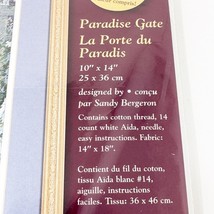 compris!
Paradise Gate
La Porte du
Paradis
10" x 14"
25 x 36 cm
designed by • conçu
par Sandy Bergeron
Contains cotton thread, 14
count white Aida, needle,
easy instructions. Fabric:
14" x 18".
Contient du fil du coton,
tissu Aida blanc #14,
aiguille, instructions
faciles. Tissu: 36 x 46 cm.